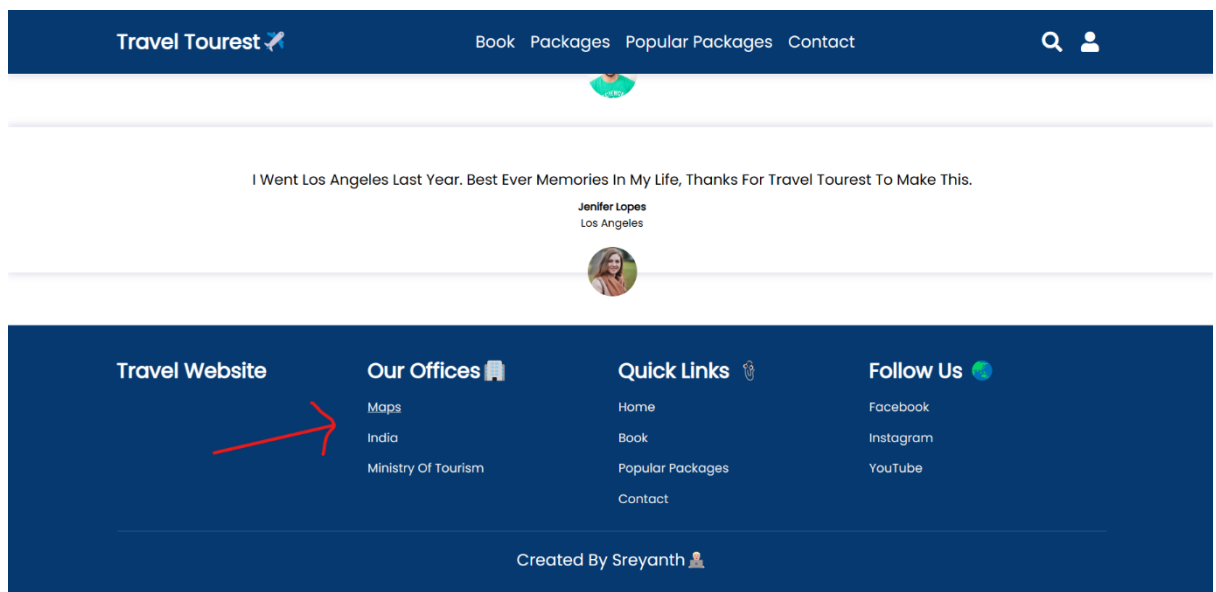 Travel Tourest Book Packages Popular Packages Contact
I Went Los Angeles Last Year. Best Ever Memories In My Life, Thanks For Travel Tourest To Make This.
Jenifer Lopes
Los Angeles
Travel Website
Our Offices
Maps
India
Ministry Of Tourism
Quick Links
Home
Book
Popular Packages
Contact
Follow Us
Facebook
Instagram
YouTube
Created By Sreyanth